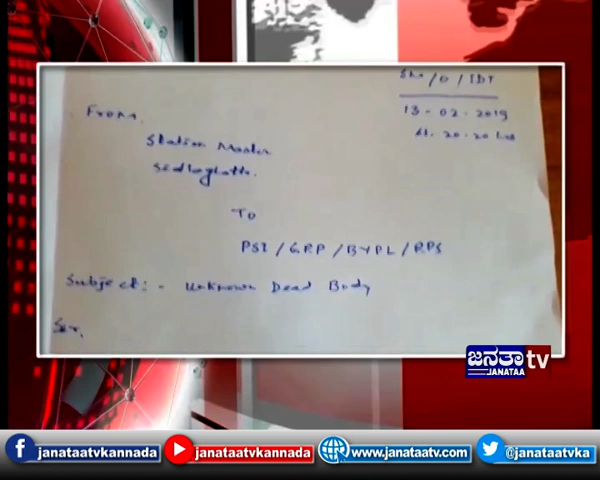 SM/O/IDT
13-02-2019
At. 20-20 hrs
From.
Station Master
Sedlaghatta.
To
PSI/GRP/BYPL/RPS
Subject:- Unknown Dead Body
Sir,
ಜನತಾ tv
JANATAA
janataatvkannada
janataatvkannada
www.janataatv.com
@janataatvka